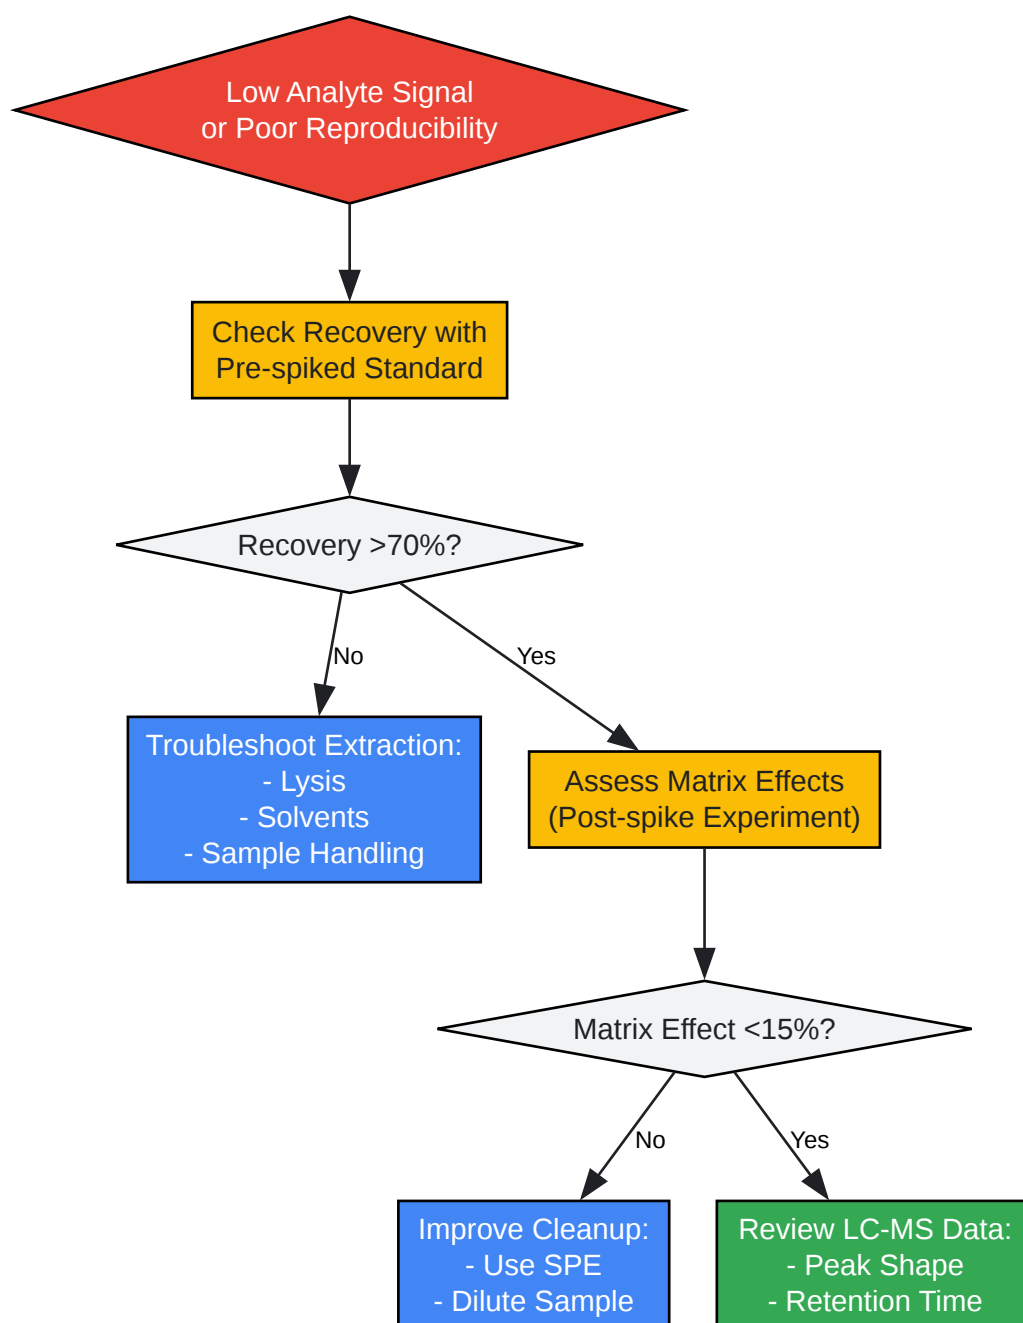 Low Analyte Signal
or Poor Reproducibility
Check Recovery with
Pre-spiked Standard
Recovery >70%?
No
Yes
Troubleshoot Extraction:
- Lysis
- Solvents
- Sample Handling
Assess Matrix Effects
(Post-spike Experiment)
Matrix Effect <15%?
No
Yes
Improve Cleanup:
- Use SPE
- Dilute Sample
Review LC-MS Data:
- Peak Shape
- Retention Time